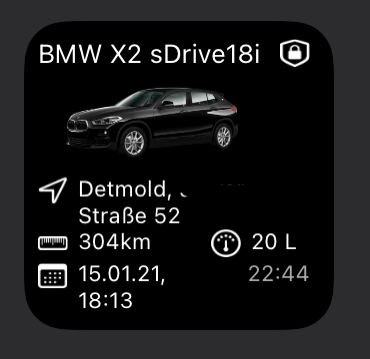 BMW X2 sDrive18i
Detmold,
Straße 52
304km
20 L
15.01.21,
22:44
18:13